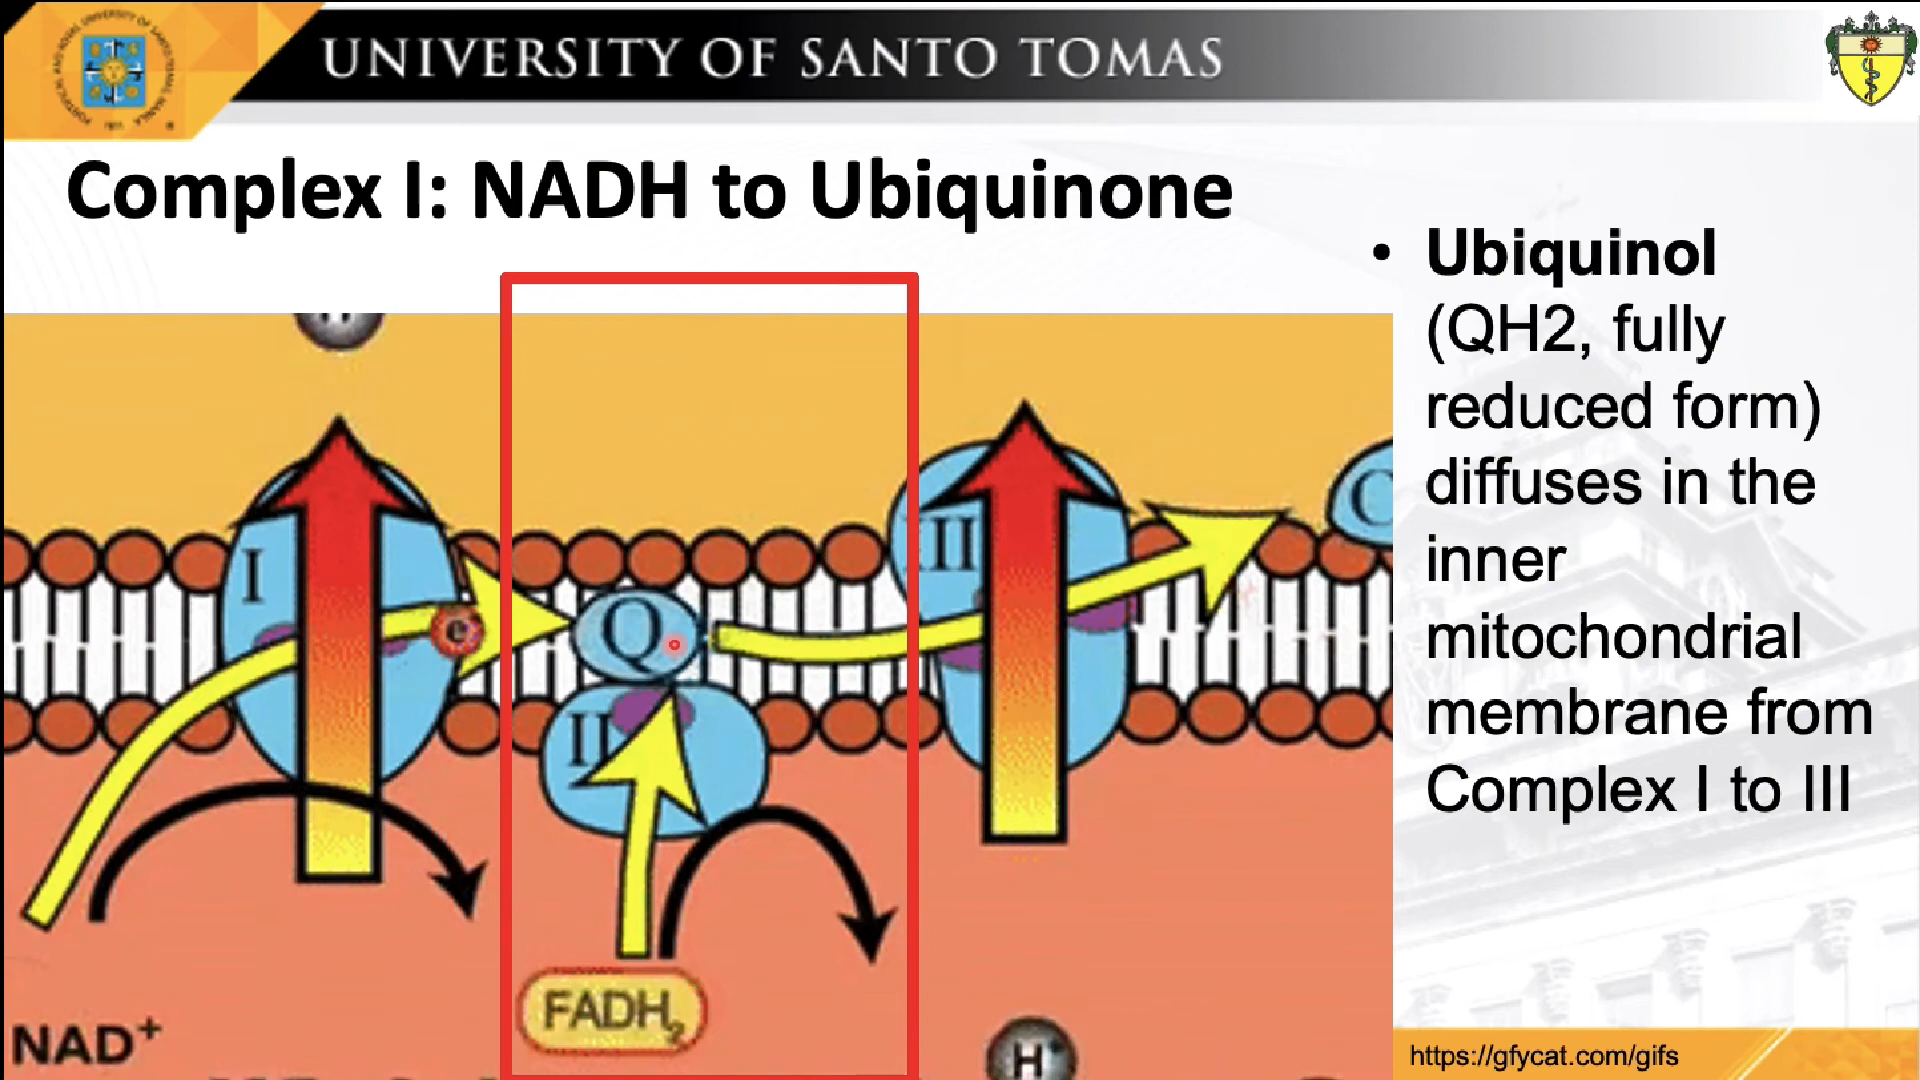 UNIVERSITY OF SANTO TOMAS
Complex I: NADH to Ubiquinone
• Ubiquinol
(QH2, fully
reduced form)
diffuses in the
inner
mitochondrial
membrane from
Complex I to III
I
e
Q
II
III
C
FADH₂
NAD⁺
H⁺
https://gfycat.com/gifs